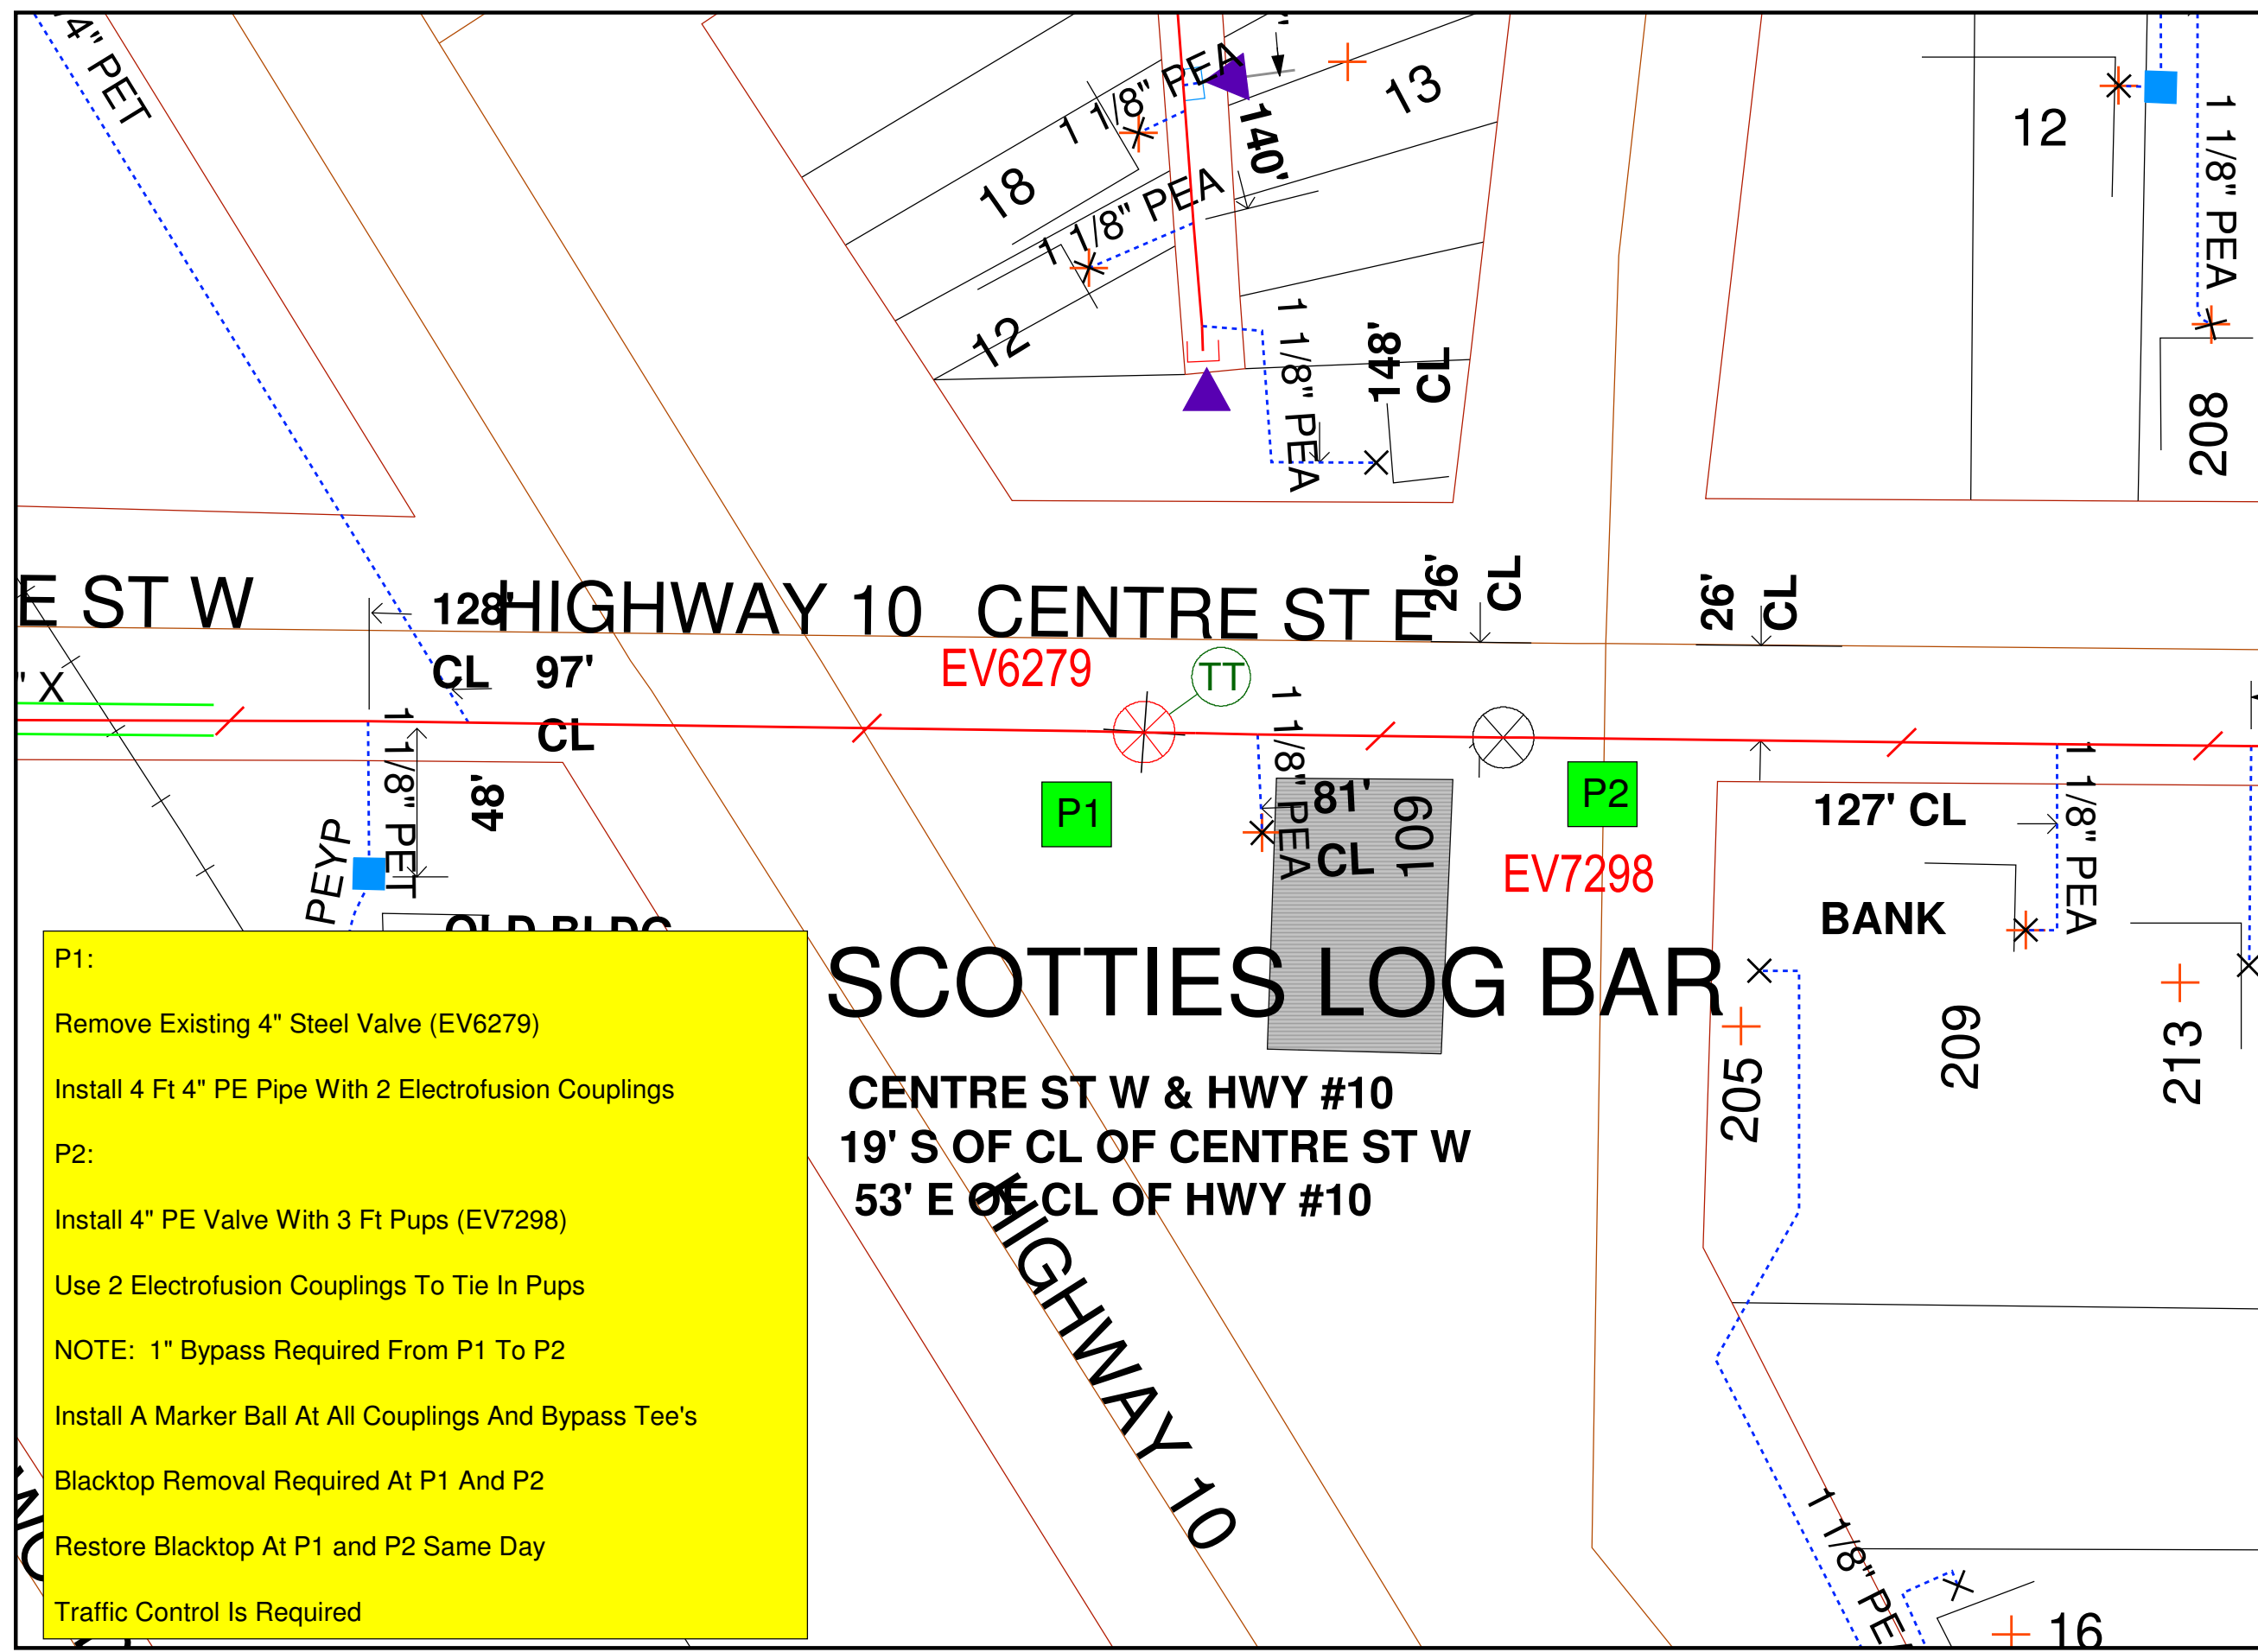 4" PET
1 1/8" PEA
140'
13
18
1 1/8" PEA
12
1 1/8" PEA
148'
CL
12
1 1/8" PEA
208
E ST W
128'
CL
HIGHWAY 10
CENTRE ST E
26'
CL
26'
CL
97'
CL
EV6279
TT
" X
1 1/8" PET
48'
PEYP
P1
1 1/8" PEA
81'
CL
109
P2
EV7298
127' CL
1 1/8" PEA
BANK
OLD BLDG
SCOTTIES LOG BAR
CENTRE ST W & HWY #10
19' S OF CL OF CENTRE ST W
53' E OF CL OF HWY #10
HIGHWAY 10
205
209
213
1 1/8" PE
16
P1:
Remove Existing 4" Steel Valve (EV6279)
Install 4 Ft 4" PE Pipe With 2 Electrofusion Couplings
P2:
Install 4" PE Valve With 3 Ft Pups (EV7298)
Use 2 Electrofusion Couplings To Tie In Pups
NOTE:  1" Bypass Required From P1 To P2
Install A Marker Ball At All Couplings And Bypass Tee's
Blacktop Removal Required At P1 And P2
Restore Blacktop At P1 and P2 Same Day
Traffic Control Is Required